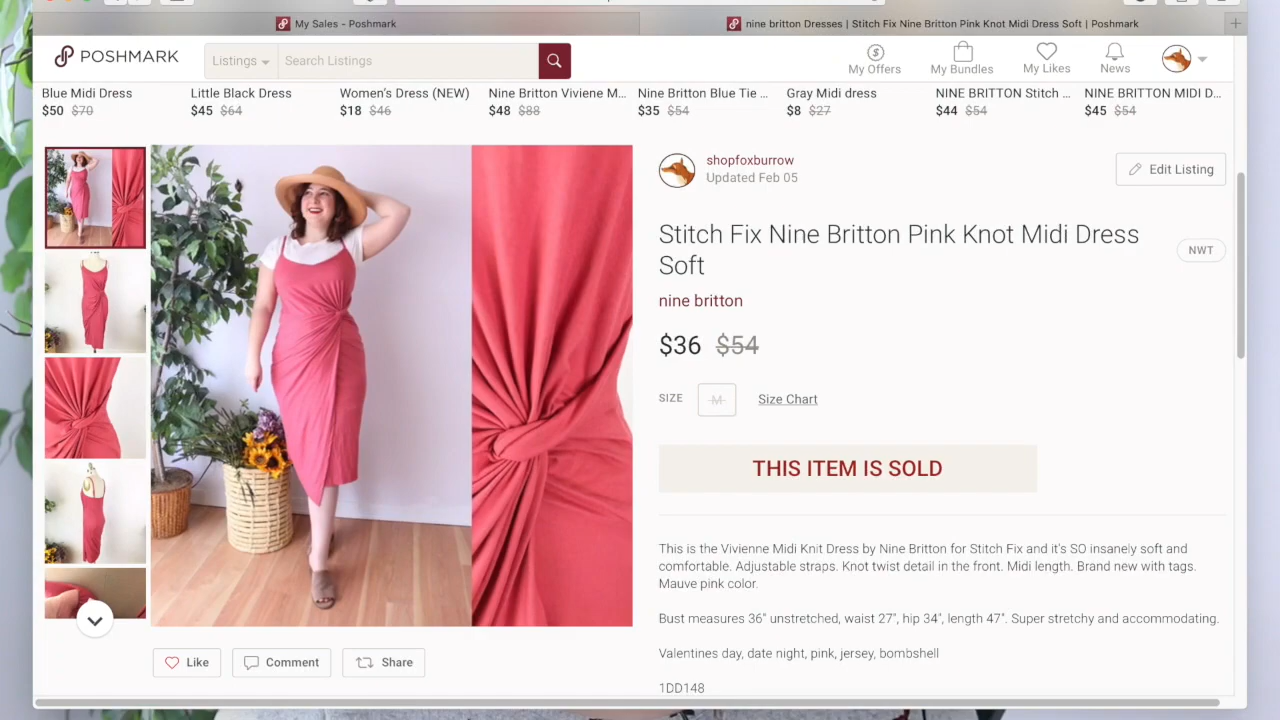 My Sales - Poshmark
nine britton Dresses | Stitch Fix Nine Britton Pink Knot Midi Dress Soft | Poshmark
POSHMARK
Listings
Search Listings
My Offers
My Bundles
My Likes
News
Blue Midi Dress
$50 $70
Little Black Dress
$45 $64
Women's Dress (NEW)
$18 $46
Nine Britton Viviene M...
$48 $88
Nine Britton Blue Tie ...
$35 $54
Gray Midi dress
$8 $27
NINE BRITTON Stitch ...
$44 $54
NINE BRITTON MIDI D...
$45 $54
shopfoxburrow
Updated Feb 05
Edit Listing
Stitch Fix Nine Britton Pink Knot Midi Dress
Soft
NWT
nine britton
$36 $54
SIZE
M
Size Chart
THIS ITEM IS SOLD
This is the Vivienne Midi Knit Dress by Nine Britton for Stitch Fix and it's SO insanely soft and
comfortable. Adjustable straps. Knot twist detail in the front. Midi length. Brand new with tags.
Mauve pink color.
Bust measures 36" unstretched, waist 27", hip 34", length 47". Super stretchy and accommodating.
Valentines day, date night, pink, jersey, bombshell
1DD148
Like
Comment
Share